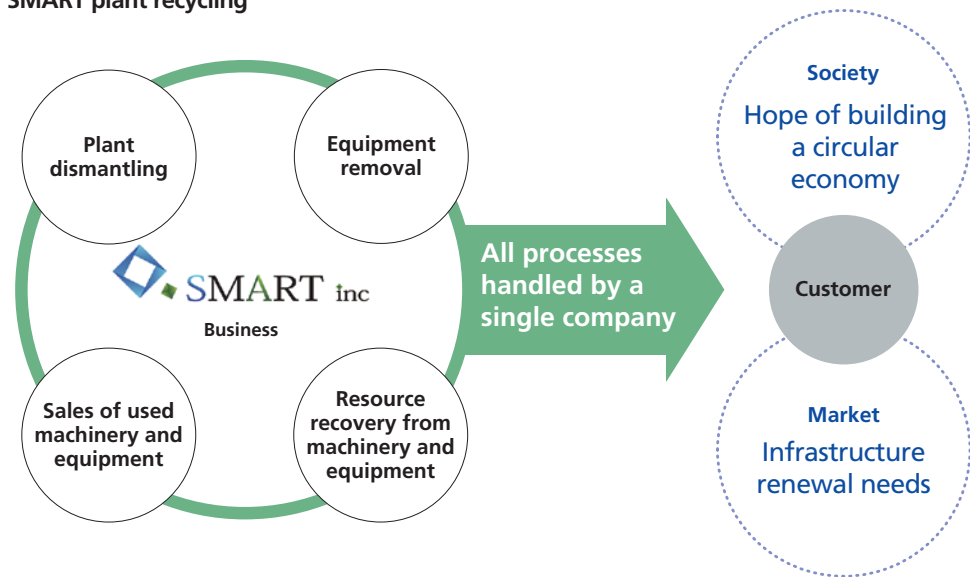 SMART plant recycling
Plant
dismantling
Equipment
removal
SMART inc
Business
Sales of used
machinery and
equipment
Resource
recovery from
machinery and
equipment
All processes
handled by a
single company
Society
Hope of building
a circular
economy
Customer
Market
Infrastructure
renewal needs